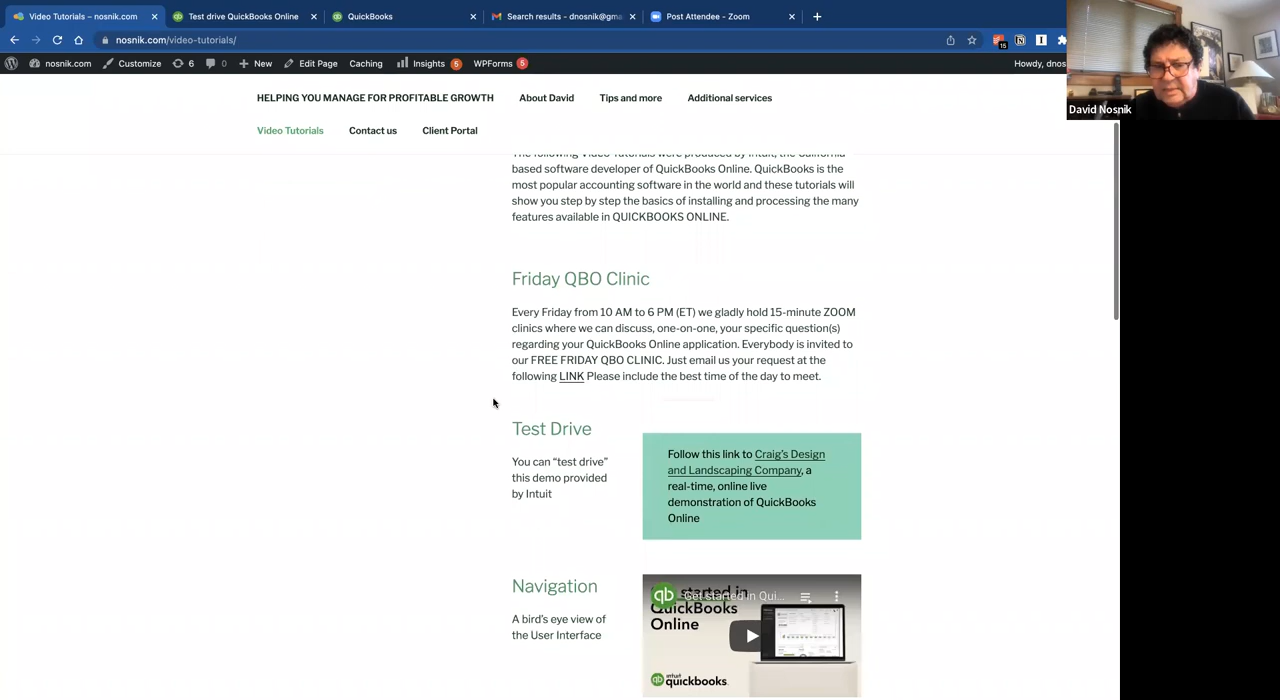 Video Tutorials – nosnik.com
Test drive QuickBooks Online
QuickBooks
Search results - dnosnik@gma
Post Attendee - Zoom
nosnik.com/video-tutorials/
15
nosnik.com
Customize
6
0
New
Edit Page
Caching
Insights
5
WPForms
5
Howdy, dnos
David Nosnik
HELPING YOU MANAGE FOR PROFITABLE GROWTH
About David
Tips and more
Additional services
Video Tutorials
Contact us
Client Portal
The following Video Tutorials were produced by Intuit, the California
based software developer of QuickBooks Online. QuickBooks is the
most popular accounting software in the world and these tutorials will
show you step by step the basics of installing and processing the many
features available in QUICKBOOKS ONLINE.
Friday QBO Clinic
Every Friday from 10 AM to 6 PM (ET) we gladly hold 15-minute ZOOM
clinics where we can discuss, one-on-one, your specific question(s)
regarding your QuickBooks Online application. Everybody is invited to
our FREE FRIDAY QBO CLINIC. Just email us your request at the
following LINK Please include the best time of the day to meet.
Test Drive
You can “test drive”
this demo provided
by Intuit
Follow this link to Craig’s Design
and Landscaping Company, a
real-time, online live
demonstration of QuickBooks
Online
Navigation
A bird’s eye view of
the User Interface
qb
Get started in Qui...
started in
QuickBooks
Online
intuit
quickbooks.